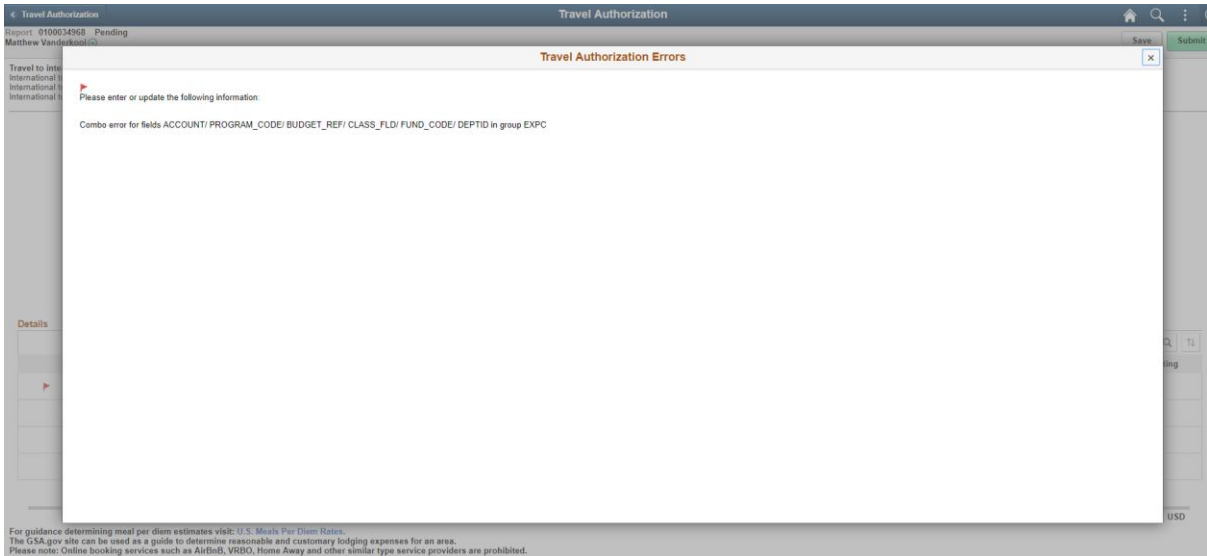 Travel Authorization
Travel Authorization
Report 0100034968 Pending
Matthew Vanderkool
Save
Submit
Travel Authorization Errors
Travel to inte
International t
International t
International t
Please enter or update the following information:
Combo error for fields ACCOUNT/ PROGRAM_CODE/ BUDGET_REF/ CLASS_FLD/ FUND_CODE/ DEPTID in group EXPC
Details
ting
USD
For guidance determining meal per diem estimates visit: U.S. Meals Per Diem Rates.
The GSA.gov site can be used as a guide to determine reasonable and customary lodging expenses for an area.
Please note: Online booking services such as AirBnB, VRBO, Home Away and other similar type service providers are prohibited.